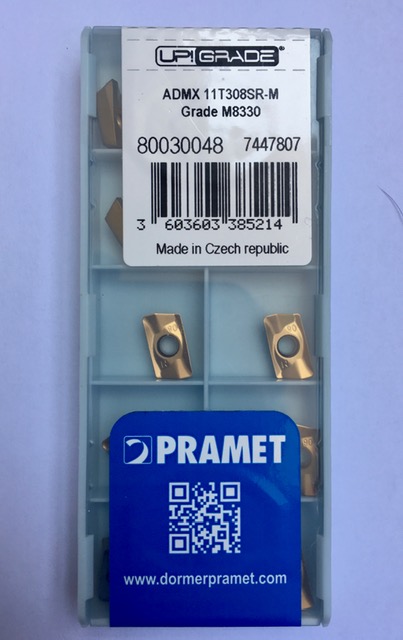 UP!GRADE
ADMX 11T308SR-M
Grade M8330
80030048 7447807
3 603603 385214
Made in Czech republic
PRAMET
www.dormerpramet.com